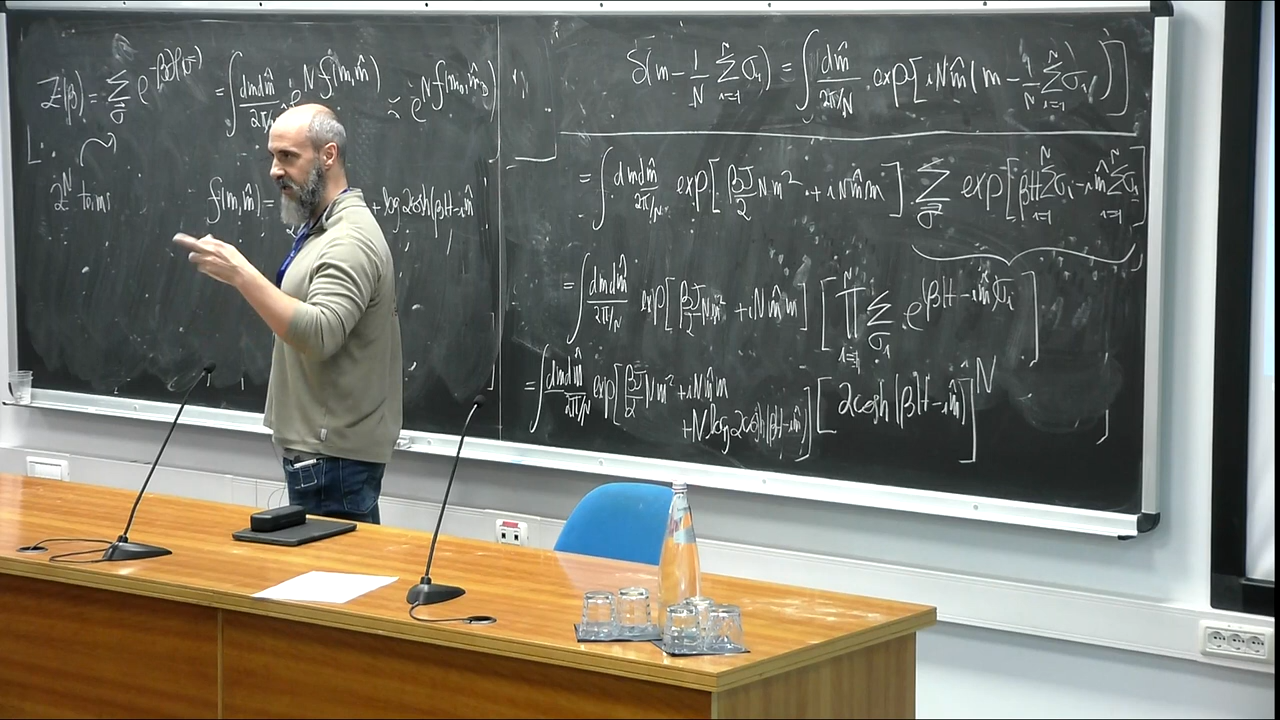 Z(β) = Σ_σ e^{-βH(σ)} = ∫ dm dm̂ / 2π/N e^{N f(m, m̂)} ≈ e^{N f(m₀, m̂₀)}
2^N terms
f(m, m̂) = + log 2cosh(βH - i m̂
δ(m - 1/N Σ_{i=1}^N σ_i) = ∫ dm̂ / 2π/N exp[i N m̂ (m - 1/N Σ_{i=1}^N σ_i)]
= ∫ dm dm̂ / 2π/N exp[βJ/2 N m² + i N m̂ m] Σ_σ exp[βH Σ_{i=1}^N σ_i - i m̂ Σ_{i=1}^N σ_i]
= ∫ dm dm̂ / 2π/N exp[βJ/2 N m² + i N m̂ m] [∏_{i=1}^N Σ_{σ_i} e^{(βH - i m̂)σ_i}]
= ∫ dm dm̂ / 2π/N exp[βJ/2 N m² + i N m̂ m + N log 2cosh(βH - i m̂)] [2cosh(βH - i m̂)]^N